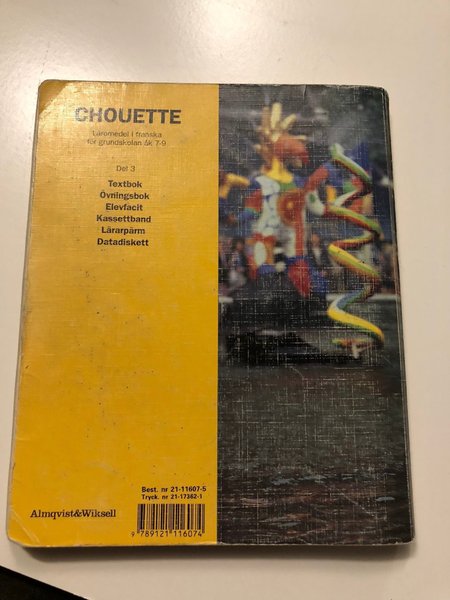 CHOUETTE
Läromedel i franska
för grundskolan åk 7-9
Del 3
Textbok
Övningsbok
Elevfacit
Kassettband
Lärarpärm
Datadiskett
Best. nr 21-11607-5
Tryck. nr 21-17362-1
Almqvist&Wiksell
9 789121 116074